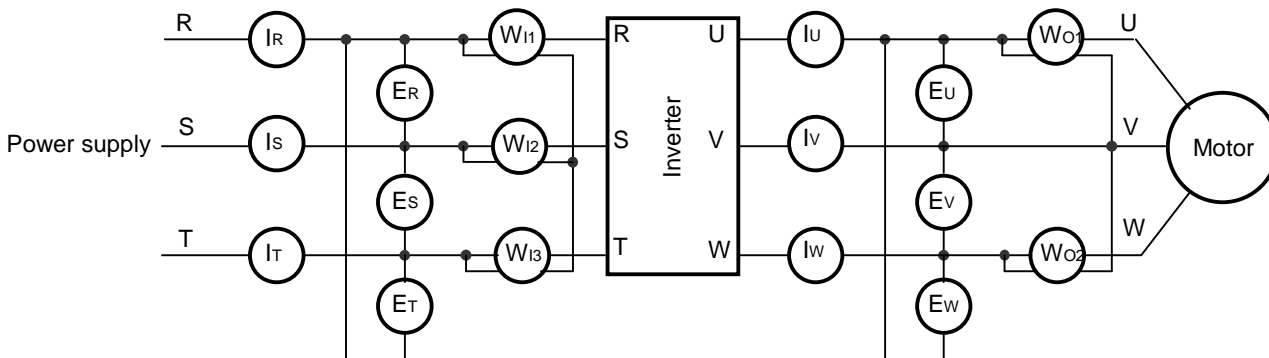 R IR WI1 R U IU WO1 U
ER EU
Power supply S IS WI2 S Inverter V IV V Motor
ES EV
T IT WI3 T W IW WO2 W
ET EW